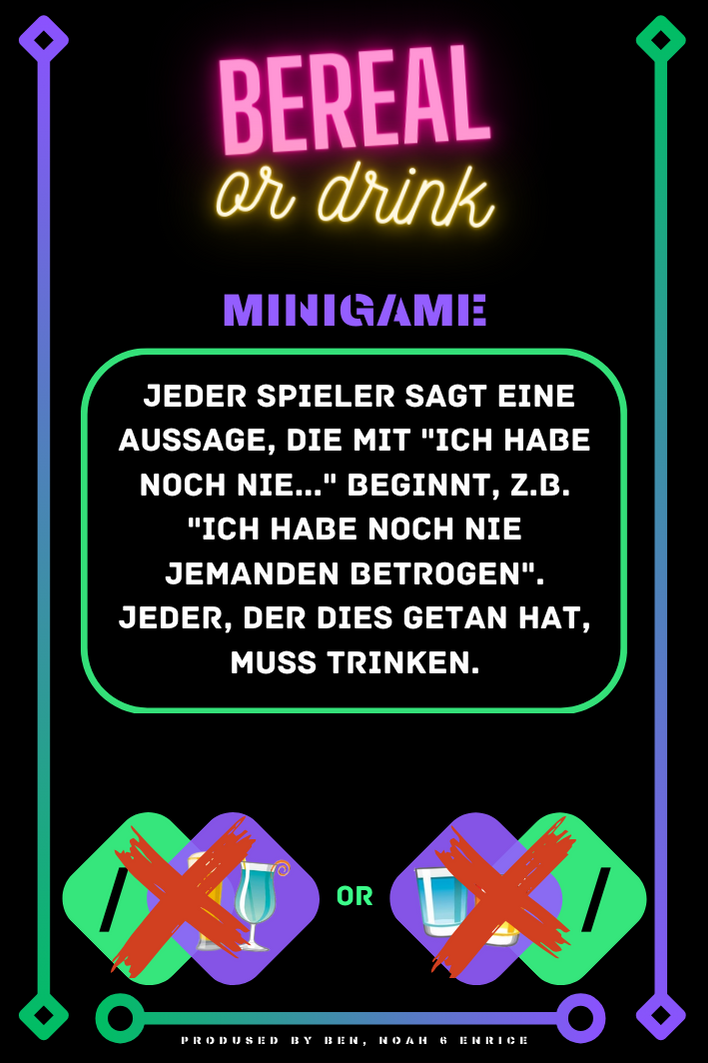 BEREAL
or drink
MINIGAME
JEDER SPIELER SAGT EINE
AUSSAGE, DIE MIT "ICH HABE
NOCH NIE..." BEGINNT, Z.B.
"ICH HABE NOCH NIE
JEMANDEN BETROGEN".
JEDER, DER DIES GETAN HAT,
MUSS TRINKEN.
/ OR /
PRODUSED BY BEN, NOAH & ENRICE